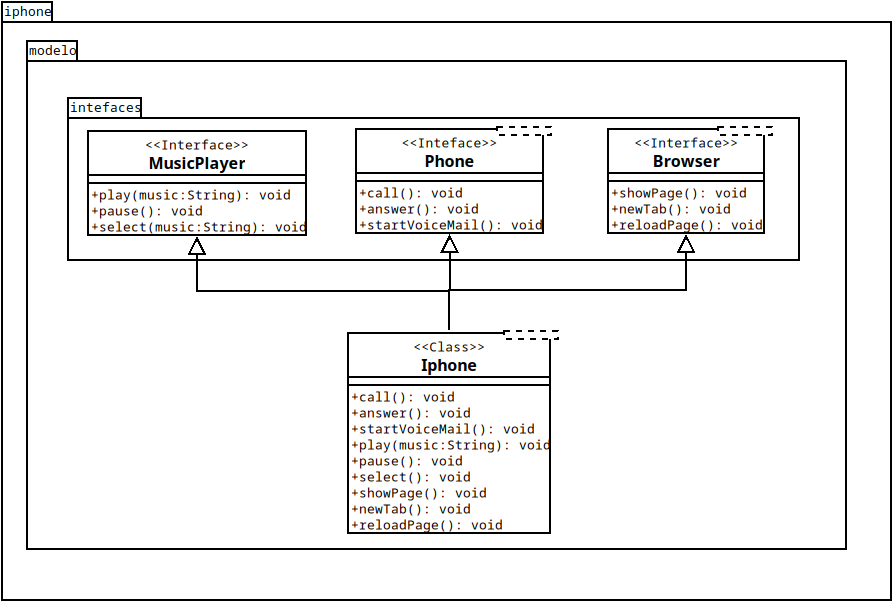 iphone
modelo
intefaces
<<Interface>>
MusicPlayer
+play(music:String): void
+pause(): void
+select(music:String): void
<<Inteface>>
Phone
+call(): void
+answer(): void
+startVoiceMail(): void
<<Interface>>
Browser
+showPage(): void
+newTab(): void
+reloadPage(): void
<<Class>>
Iphone
+call(): void
+answer(): void
+startVoiceMail(): void
+play(music:String): void
+pause(): void
+select(): void
+showPage(): void
+newTab(): void
+reloadPage(): void